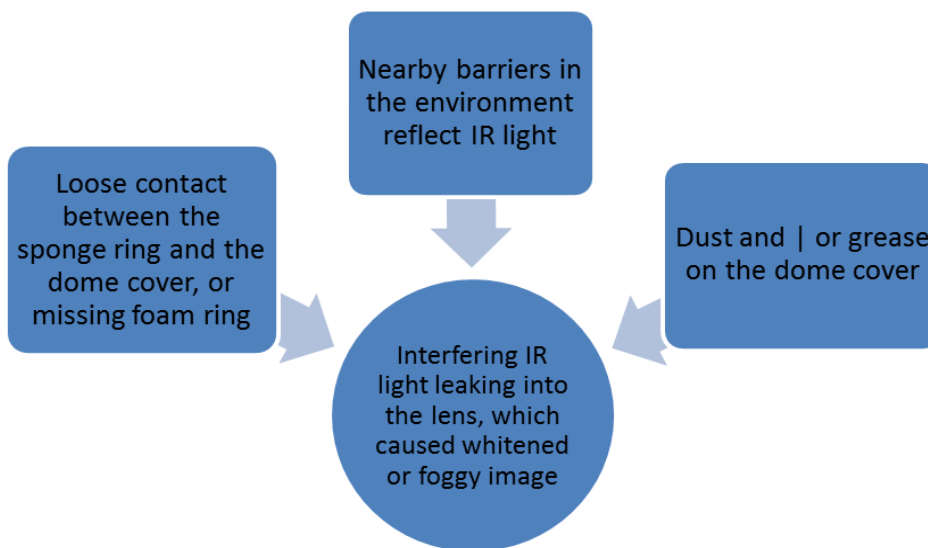 Nearby barriers in
the environment
reflect IR light
Loose contact
between the
sponge ring and the
dome cover, or
missing foam ring
Dust and | or grease
on the dome cover
Interfering IR
light leaking into
the lens, which
caused whitened
or foggy image